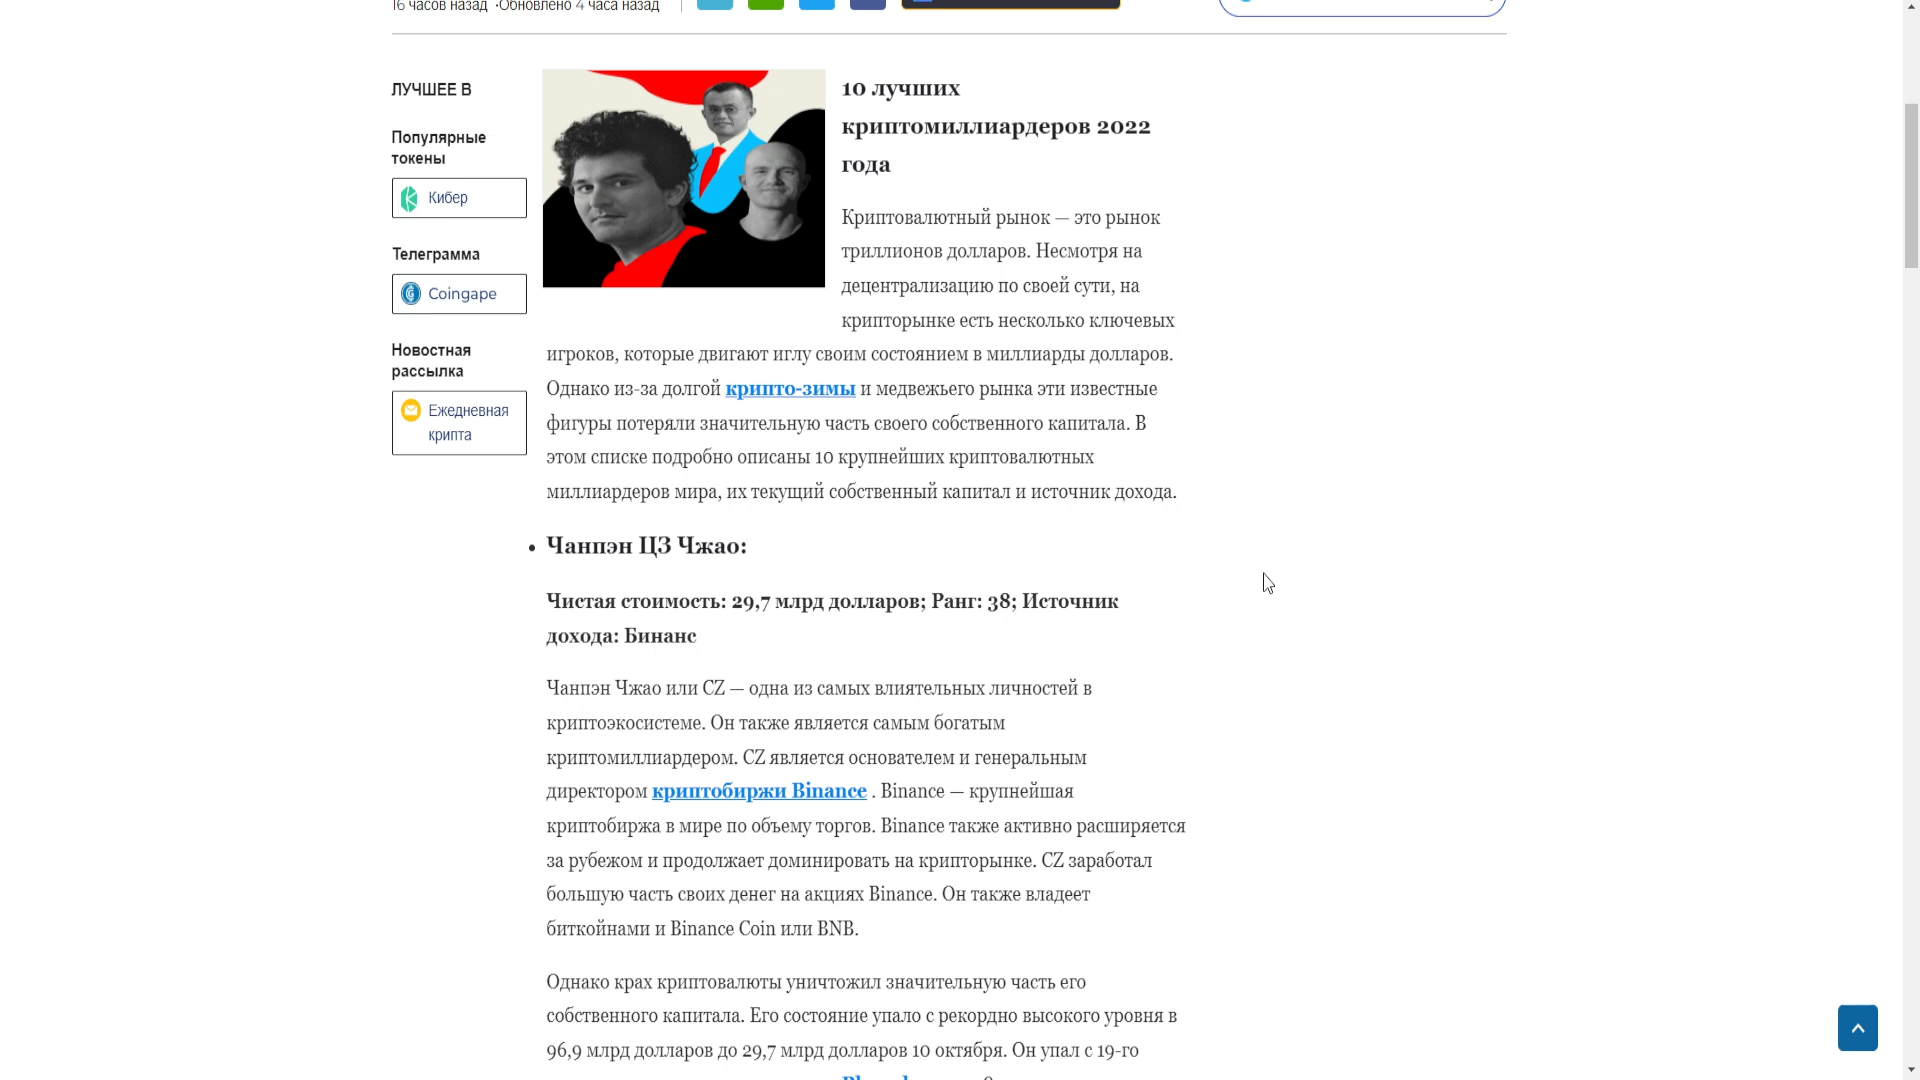 16 часов назад ·Обновлено 4 часа назад
ЛУЧШЕЕ В
Популярные
токены
Кибер
Телеграмма
Coingape
Новостная
рассылка
Ежедневная
крипта
10 лучших
криптомиллиардеров 2022
года
Криптовалютный рынок — это рынок
триллионов долларов. Несмотря на
децентрализацию по своей сути, на
крипторынке есть несколько ключевых
игроков, которые двигают иглу своим состоянием в миллиарды долларов.
Однако из-за долгой крипто-зимы и медвежьего рынка эти известные
фигуры потеряли значительную часть своего собственного капитала. В
этом списке подробно описаны 10 крупнейших криптовалютных
миллиардеров мира, их текущий собственный капитал и источник дохода.
• Чанпэн ЦЗ Чжао:
Чистая стоимость: 29,7 млрд долларов; Ранг: 38; Источник
дохода: Бинанс
Чанпэн Чжао или CZ — одна из самых влиятельных личностей в
криптоэкосистеме. Он также является самым богатым
криптомиллиардером. CZ является основателем и генеральным
директором криптобиржи Binance . Binance — крупнейшая
криптобиржа в мире по объему торгов. Binance также активно расширяется
за рубежом и продолжает доминировать на крипторынке. CZ заработал
большую часть своих денег на акциях Binance. Он также владеет
биткойнами и Binance Coin или BNB.
Однако крах криптовалюты уничтожил значительную часть его
собственного капитала. Его состояние упало с рекордно высокого уровня в
96,9 млрд долларов до 29,7 млрд долларов 10 октября. Он упал с 19-го